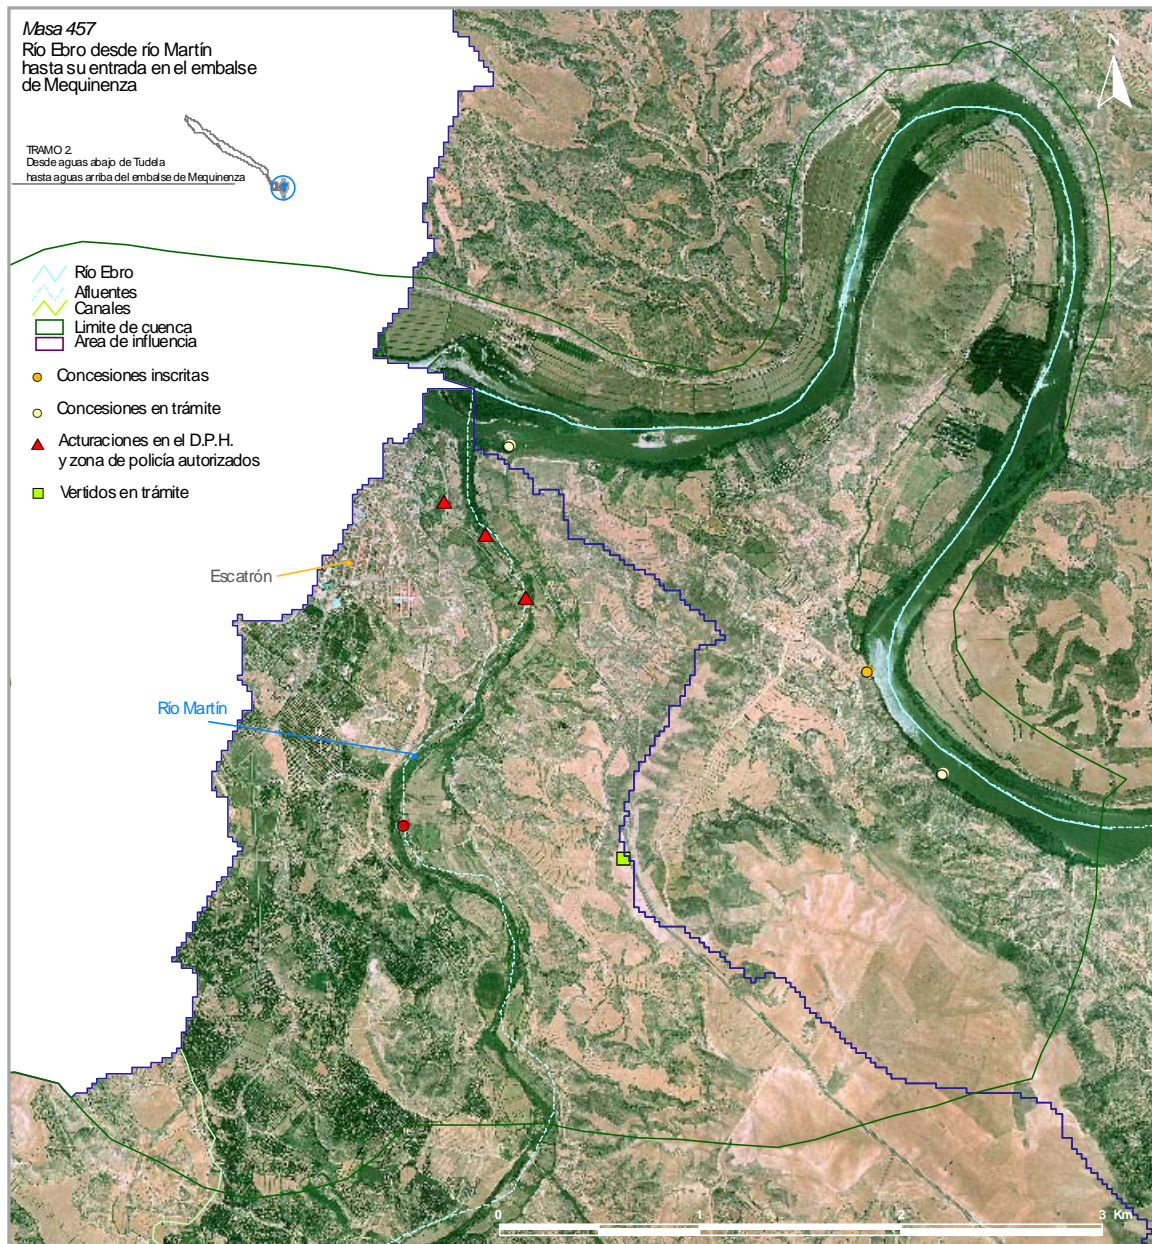 Masa 457
Río Ebro desde río Martín
hasta su entrada en el embalse
de Mequinenza
TRAMO 2.
Desde aguas abajo de Tudela
hasta aguas arriba del embalse de Mequinenza
N
Río Ebro
Afluentes
Canales
Limite de cuenca
Area de influencia
Concesiones inscritas
Concesiones en trámite
Acturaciones en el D.P.H.
y zona de policía autorizados
Vertidos en trámite
Escatrón
Río Martín
0 1 2 3 Km